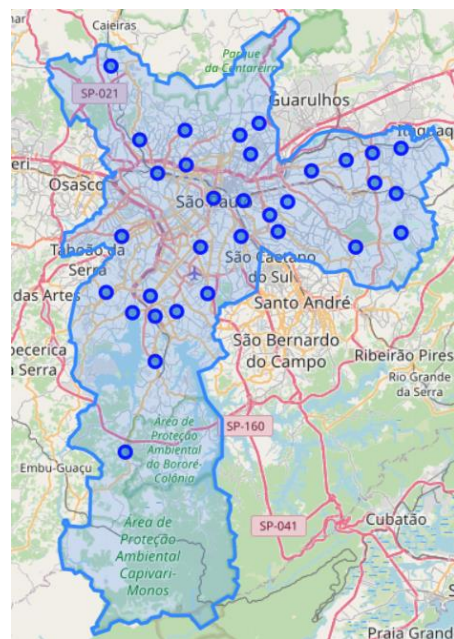 Caieiras
Parque
da Cantareira
SP-021
Guarulhos
Osasco
São
Taboão da
Serra
São Caetano
do Sul
das Artes
Santo André
São Bernardo
do Campo
Ribeirão Pires
Rio Grande
da Serra
a Serra
Área de
Proteção
Ambiental
do Bororé-
Colônia
SP-160
Embu-Guaçu
SP-041
Cubatão
Área de
Proteção
Ambiental
Capivari-
Monos
Praia Grand